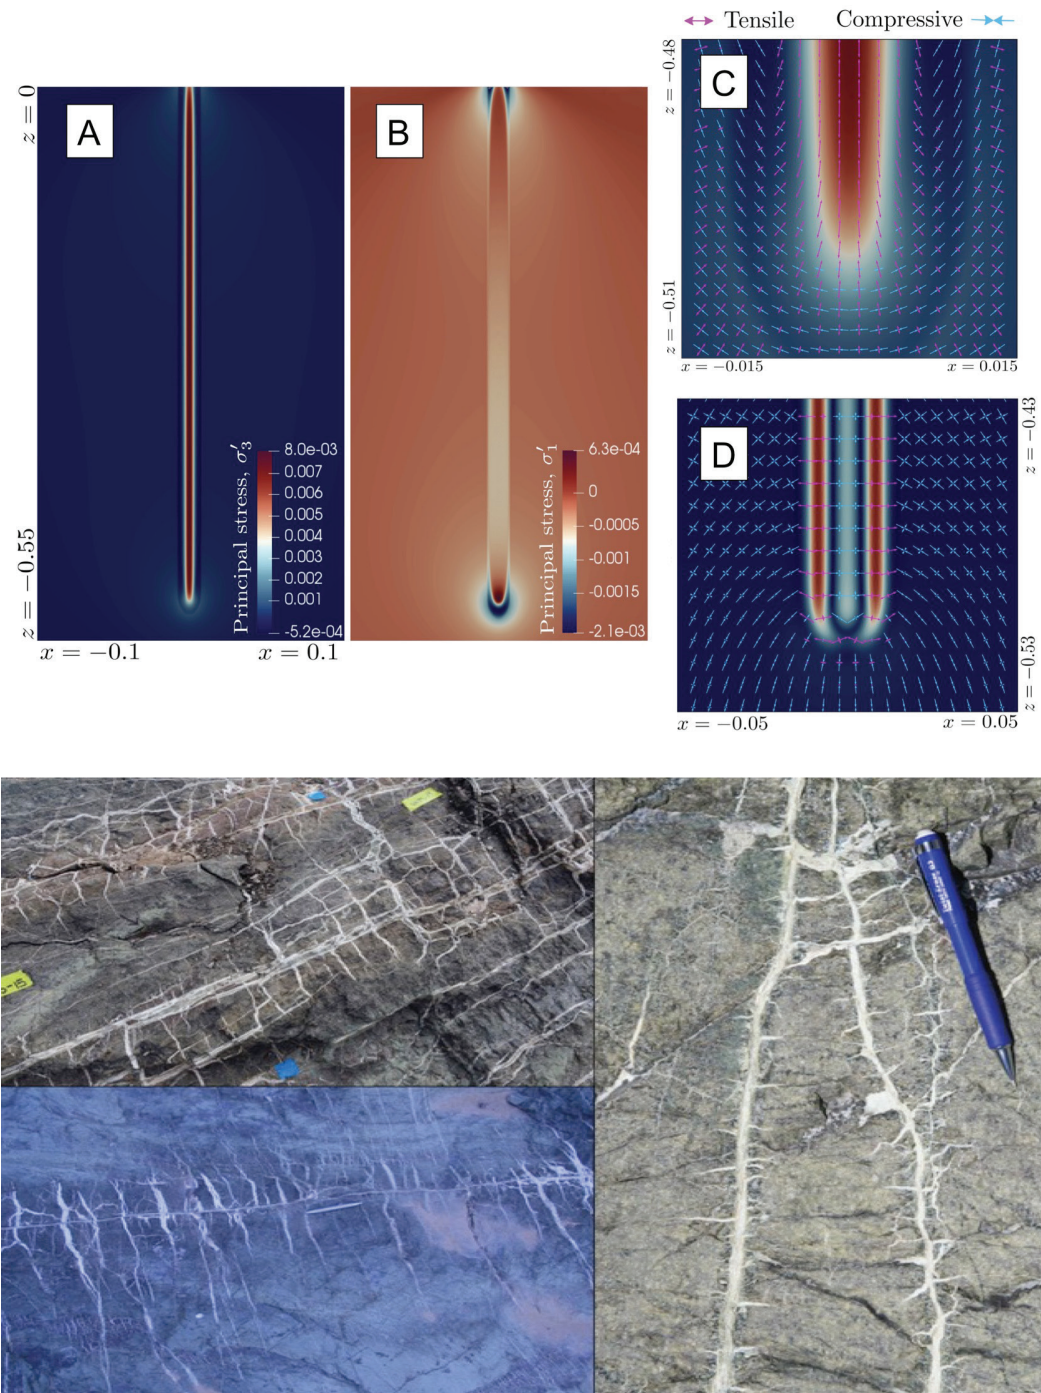 Tensile
Compressive
A
z = 0
z = −0.55
x = −0.1
x = 0.1
Principal stress, σ′₃
8.0e-03
0.007
0.006
0.005
0.004
0.003
0.002
0.001
-5.2e-04
B
Principal stress, σ′₁
6.3e-04
0
-0.0005
-0.001
-0.0015
-2.1e-03
C
z = −0.48
z = −0.51
x = −0.015
x = 0.015
D
z = −0.43
z = −0.53
x = −0.05
x = 0.05